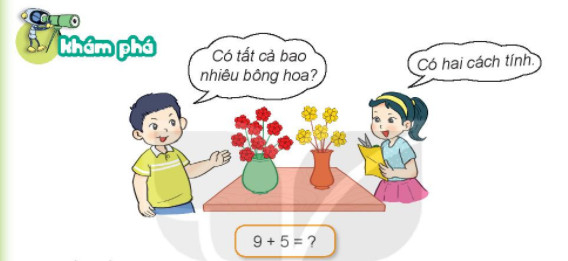 khám phá
Có tất cả bao
nhiêu bông hoa?
Có hai cách tính.
9 + 5 = ?